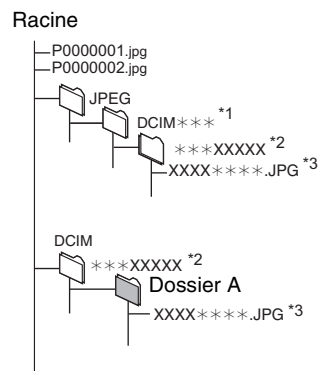 Racine
P0000001.jpg
P0000002.jpg
JPEG
DCIM∗∗∗ *1
∗∗∗XXXXX *2
XXXX∗∗∗∗.JPG *3
DCIM
∗∗∗XXXXX *2
Dossier A
XXXX∗∗∗∗.JPG *3